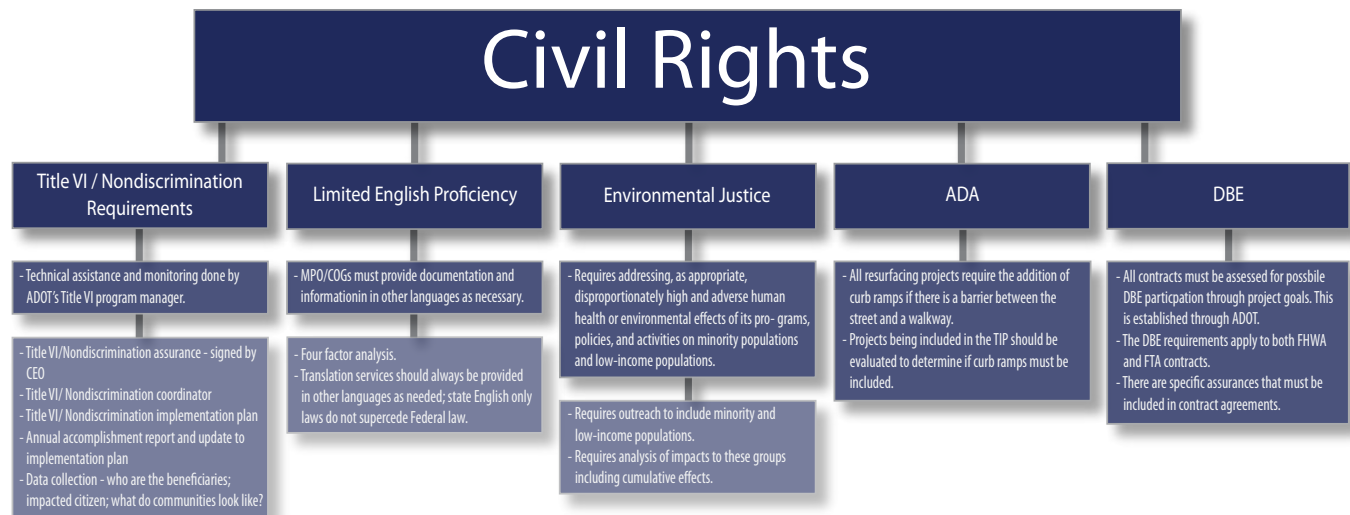 Civil Rights
Title VI / Nondiscrimination
Requirements
- Technical assistance and monitoring done by
ADOT's Title VI program manager.
- Title VI/Nondiscrimination assurance - signed by
CEO
- Title VI/ Nondiscrimination coordinator
- Title VI/ Nondiscrimination implementation plan
- Annual accomplishment report and update to
implementation plan
- Data collection - who are the beneficiaries;
impacted citizen; what do communities look like?
Limited English Proficiency
- MPO/COGs must provide documentation and
informationin in other languages as necessary.
- Four factor analysis.
- Translation services should always be provided
in other languages as needed; state English only
laws do not supercede Federal law.
Environmental Justice
- Requires addressing, as appropriate,
disproportionately high and adverse human
health or environmental effects of its pro- grams,
policies, and activities on minority populations
and low-income populations.
- Requires outreach to include minority and
low-income populations.
- Requires analysis of impacts to these groups
including cumulative effects.
ADA
- All resurfacing projects require the addition of
curb ramps if there is a barrier between the
street and a walkway.
- Projects being included in the TIP should be
evaluated to determine if curb ramps must be
included.
DBE
- All contracts must be assessed for possbile
DBE particpation through project goals. This
is established through ADOT.
- The DBE requirements apply to both FHWA
and FTA contracts.
- There are specific assurances that must be
included in contract agreements.